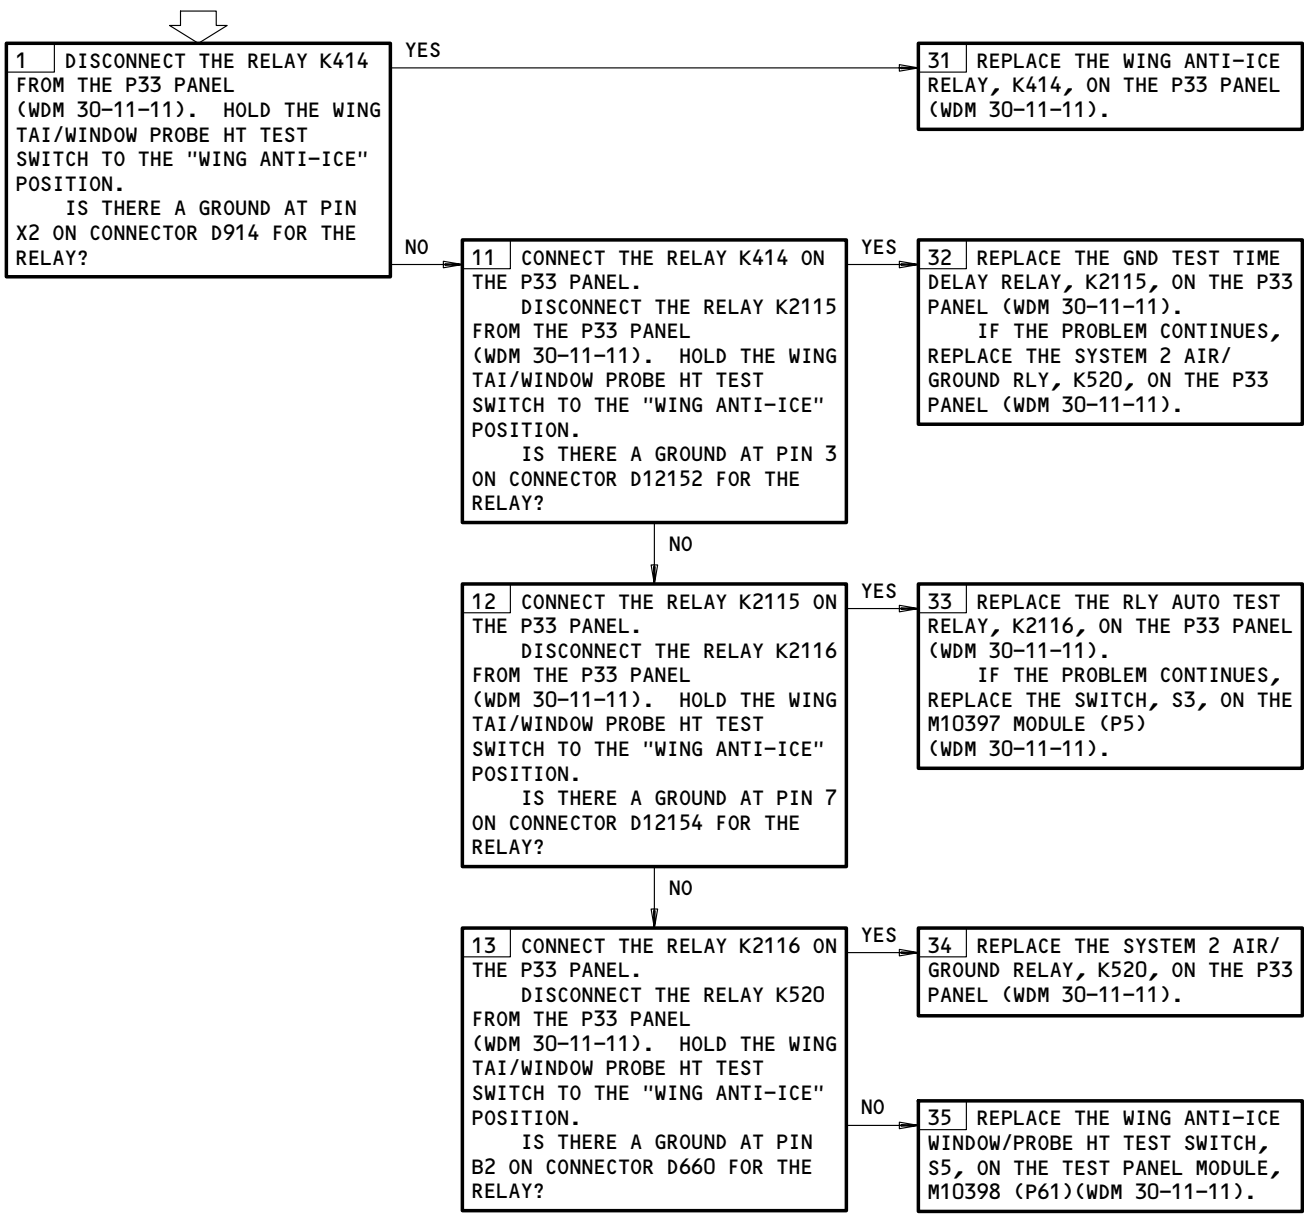 1 DISCONNECT THE RELAY K414
FROM THE P33 PANEL
(WDM 30-11-11). HOLD THE WING
TAI/WINDOW PROBE HT TEST
SWITCH TO THE "WING ANTI-ICE"
POSITION.
IS THERE A GROUND AT PIN
X2 ON CONNECTOR D914 FOR THE
RELAY?
YES
31 REPLACE THE WING ANTI-ICE
RELAY, K414, ON THE P33 PANEL
(WDM 30-11-11).
NO
11 CONNECT THE RELAY K414 ON
THE P33 PANEL.
DISCONNECT THE RELAY K2115
FROM THE P33 PANEL
(WDM 30-11-11). HOLD THE WING
TAI/WINDOW PROBE HT TEST
SWITCH TO THE "WING ANTI-ICE"
POSITION.
IS THERE A GROUND AT PIN 3
ON CONNECTOR D12152 FOR THE
RELAY?
YES
32 REPLACE THE GND TEST TIME
DELAY RELAY, K2115, ON THE P33
PANEL (WDM 30-11-11).
IF THE PROBLEM CONTINUES,
REPLACE THE SYSTEM 2 AIR/
GROUND RLY, K520, ON THE P33
PANEL (WDM 30-11-11).
NO
12 CONNECT THE RELAY K2115 ON
THE P33 PANEL.
DISCONNECT THE RELAY K2116
FROM THE P33 PANEL
(WDM 30-11-11). HOLD THE WING
TAI/WINDOW PROBE HT TEST
SWITCH TO THE "WING ANTI-ICE"
POSITION.
IS THERE A GROUND AT PIN 7
ON CONNECTOR D12154 FOR THE
RELAY?
YES
33 REPLACE THE RLY AUTO TEST
RELAY, K2116, ON THE P33 PANEL
(WDM 30-11-11).
IF THE PROBLEM CONTINUES,
REPLACE THE SWITCH, S3, ON THE
M10397 MODULE (P5)
(WDM 30-11-11).
NO
13 CONNECT THE RELAY K2116 ON
THE P33 PANEL.
DISCONNECT THE RELAY K520
FROM THE P33 PANEL
(WDM 30-11-11). HOLD THE WING
TAI/WINDOW PROBE HT TEST
SWITCH TO THE "WING ANTI-ICE"
POSITION.
IS THERE A GROUND AT PIN
B2 ON CONNECTOR D660 FOR THE
RELAY?
YES
34 REPLACE THE SYSTEM 2 AIR/
GROUND RELAY, K520, ON THE P33
PANEL (WDM 30-11-11).
NO
35 REPLACE THE WING ANTI-ICE
WINDOW/PROBE HT TEST SWITCH,
S5, ON THE TEST PANEL MODULE,
M10398 (P61)(WDM 30-11-11).